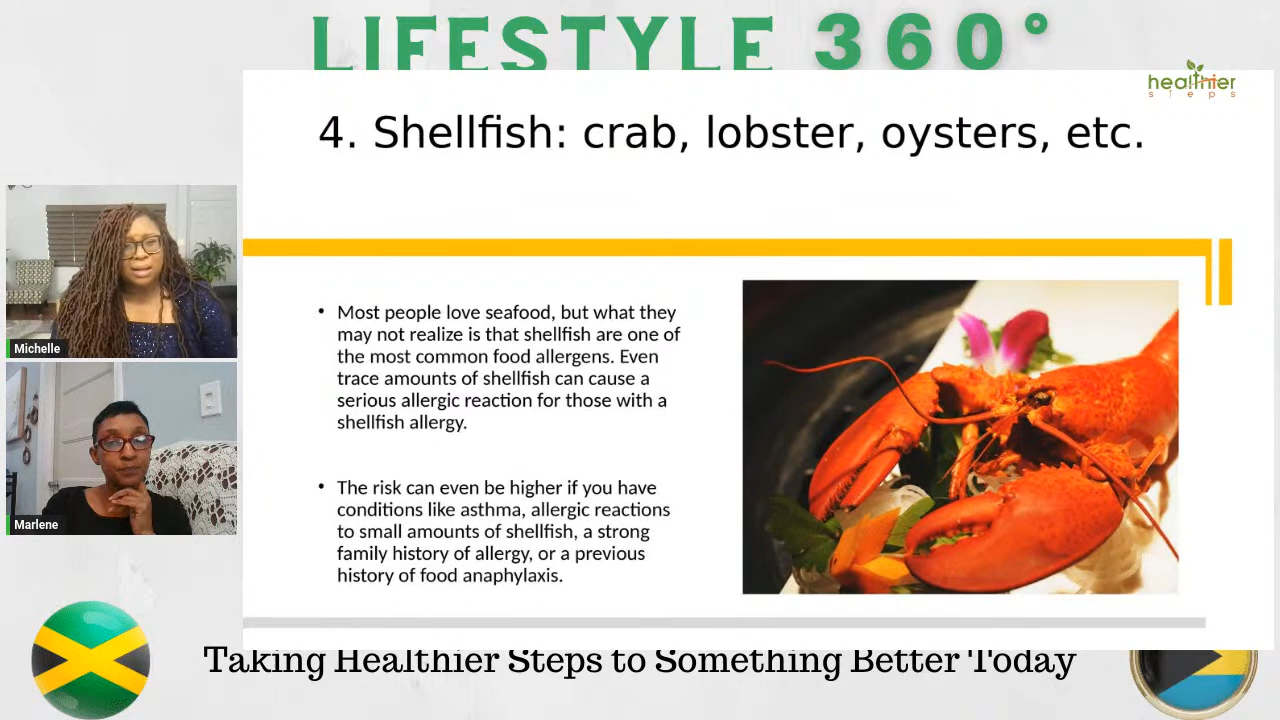 LIFESTYLE 360°
healthier
steps
4. Shellfish: crab, lobster, oysters, etc.
• Most people love seafood, but what they
may not realize is that shellfish are one of
the most common food allergens. Even
trace amounts of shellfish can cause a
serious allergic reaction for those with a
shellfish allergy.
• The risk can even be higher if you have
conditions like asthma, allergic reactions
to small amounts of shellfish, a strong
family history of allergy, or a previous
history of food anaphylaxis.
Michelle
Marlene
Taking Healthier Steps to Something Better Today